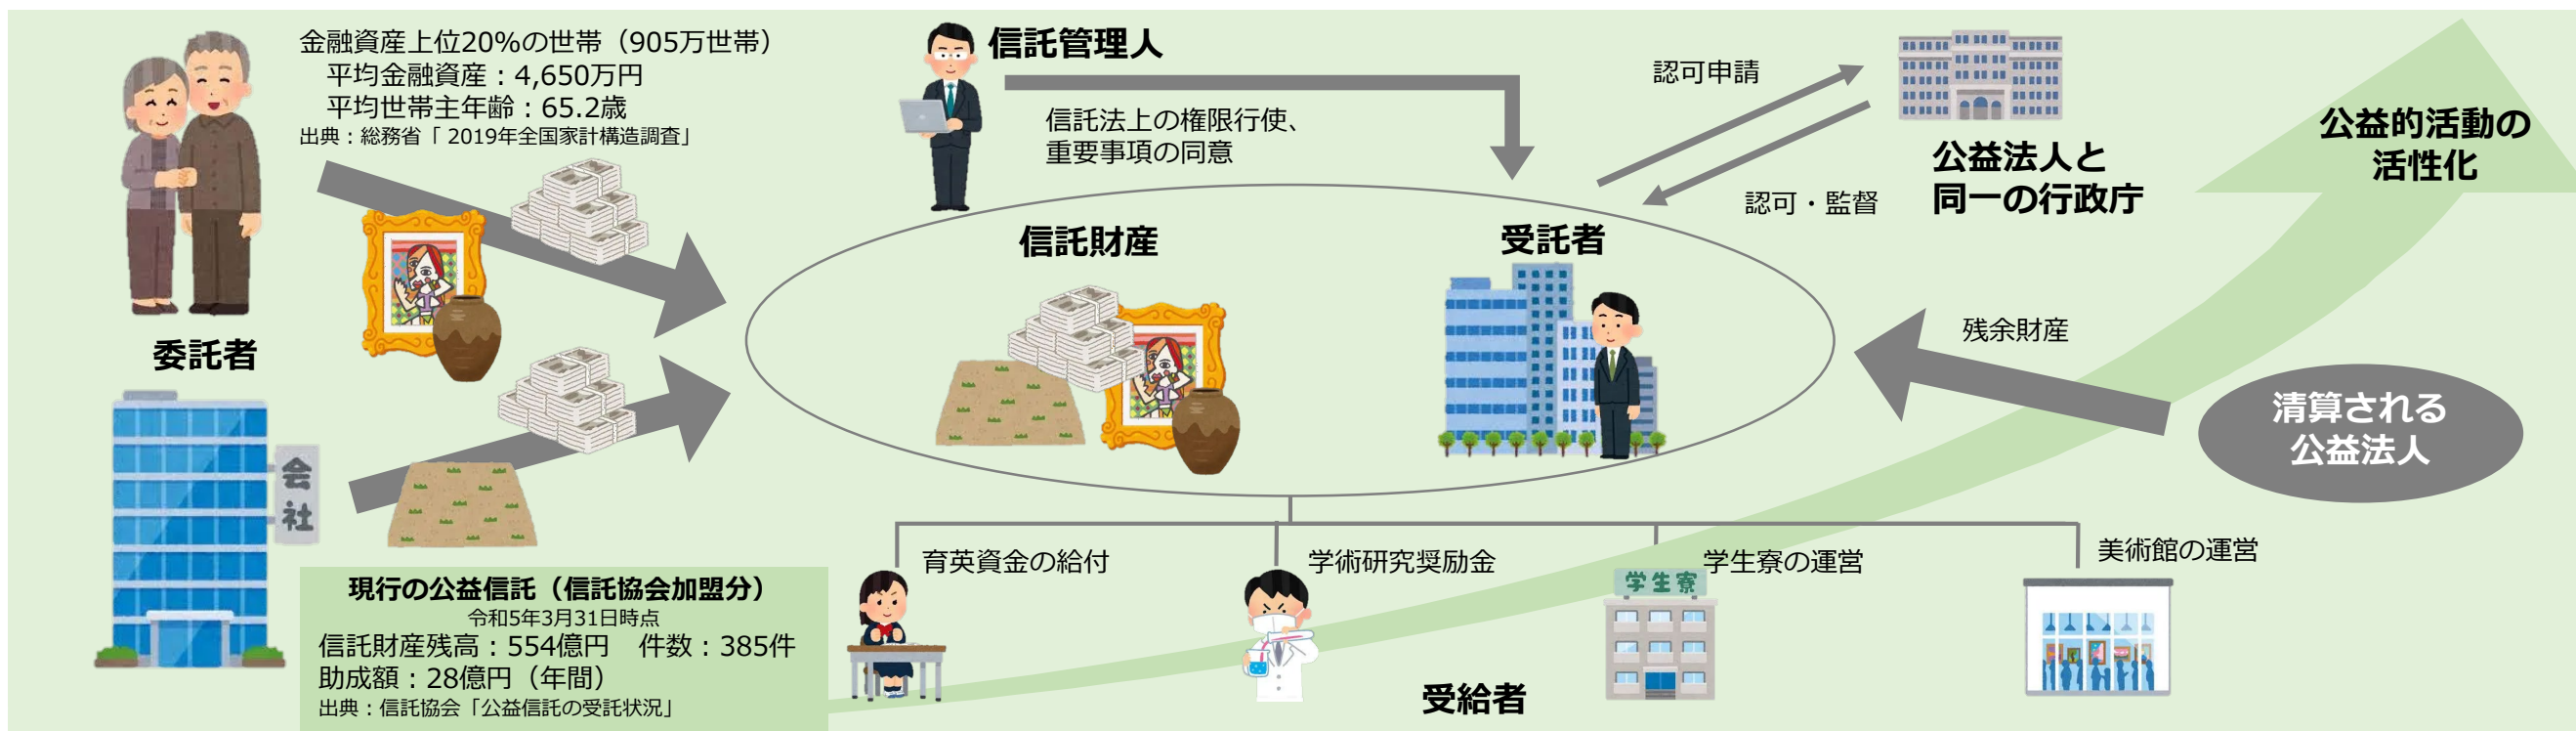 金融資産上位20%の世帯（905万世帯）
平均金融資産：4,650万円
平均世帯主年齢：65.2歳
出典：総務省「 2019年全国家計構造調査」
委託者
会社
現行の公益信託（信託協会加盟分）
令和5年3月31日時点
信託財産残高：554億円　件数：385件
助成額：28億円（年間）
出典：信託協会「公益信託の受託状況」
信託管理人
信託法上の権限行使、
重要事項の同意
信託財産
受託者
認可申請
認可・監督
公益法人と
同一の行政庁
公益的活動の
活性化
残余財産
清算される
公益法人
育英資金の給付
学術研究奨励金
学生寮の運営
美術館の運営
学生寮
受給者